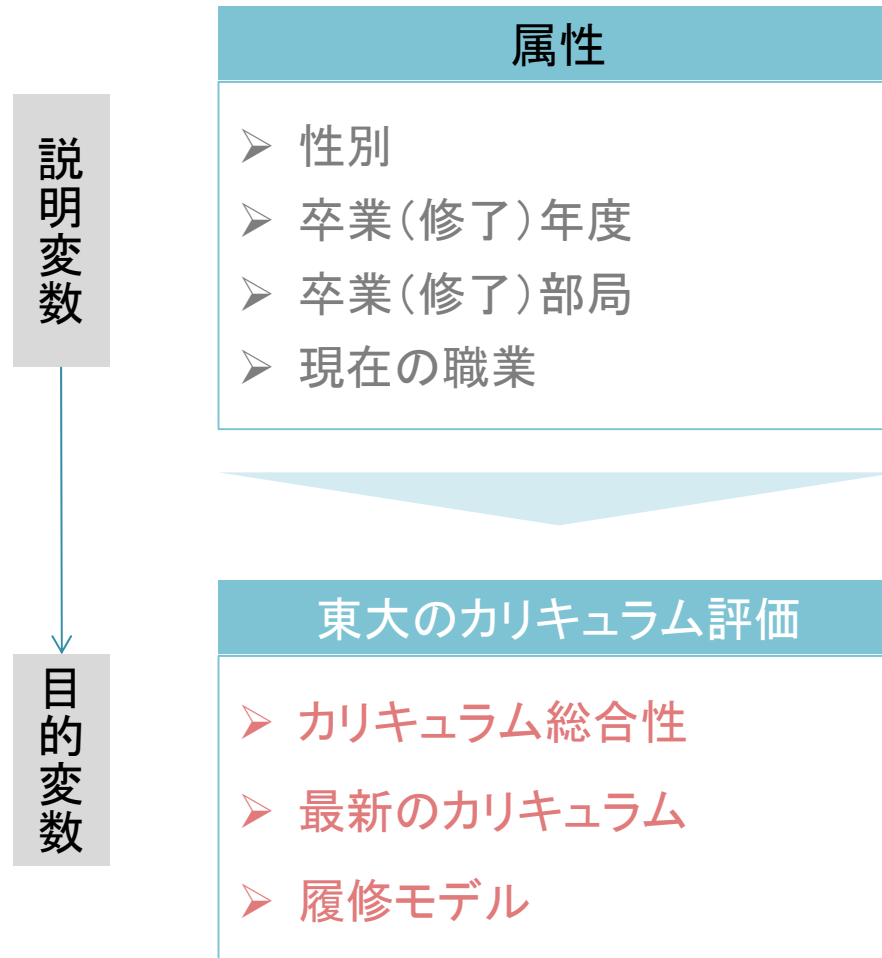 説明変数
属性
➢ 性別
➢ 卒業(修了)年度
➢ 卒業(修了)部局
➢ 現在の職業
目的変数
東大のカリキュラム評価
➢ カリキュラム総合性
➢ 最新のカリキュラム
➢ 履修モデル